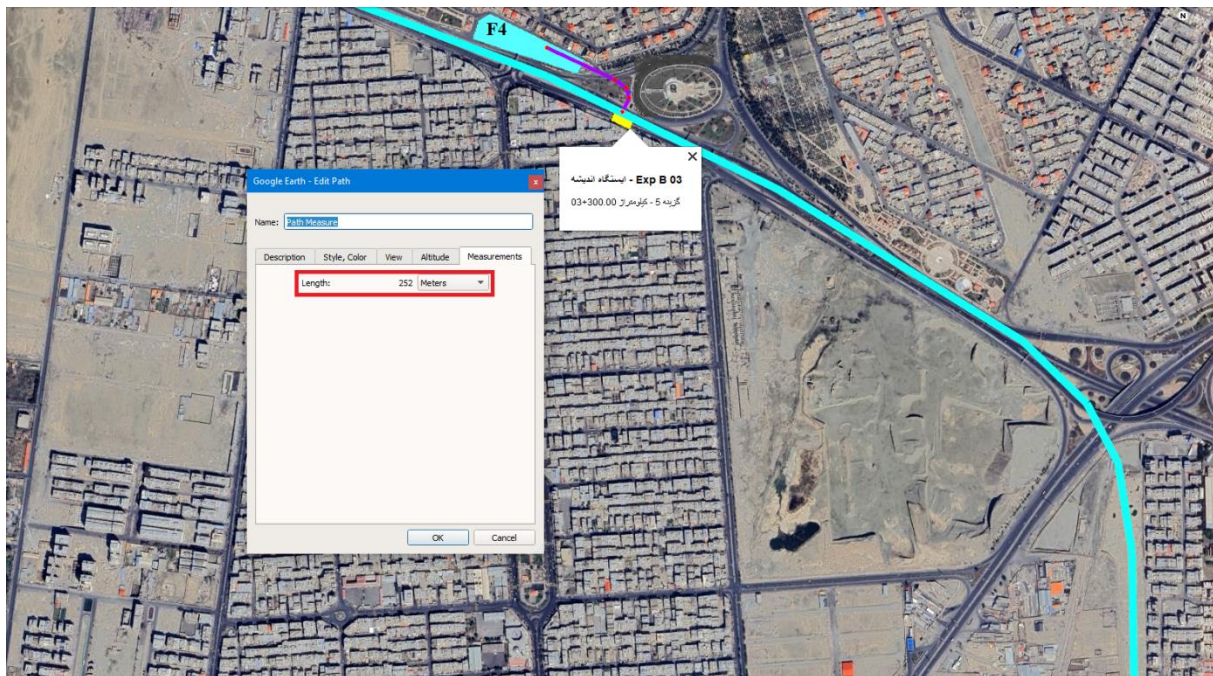 F4
N
Exp B 03 - ایستگاه اندیشه
گزینه 5 - کیلومتراژ 03+300.00
Google Earth - Edit Path
Name: Path Measure
Description Style, Color View Altitude Measurements
Length: 252 Meters
OK Cancel